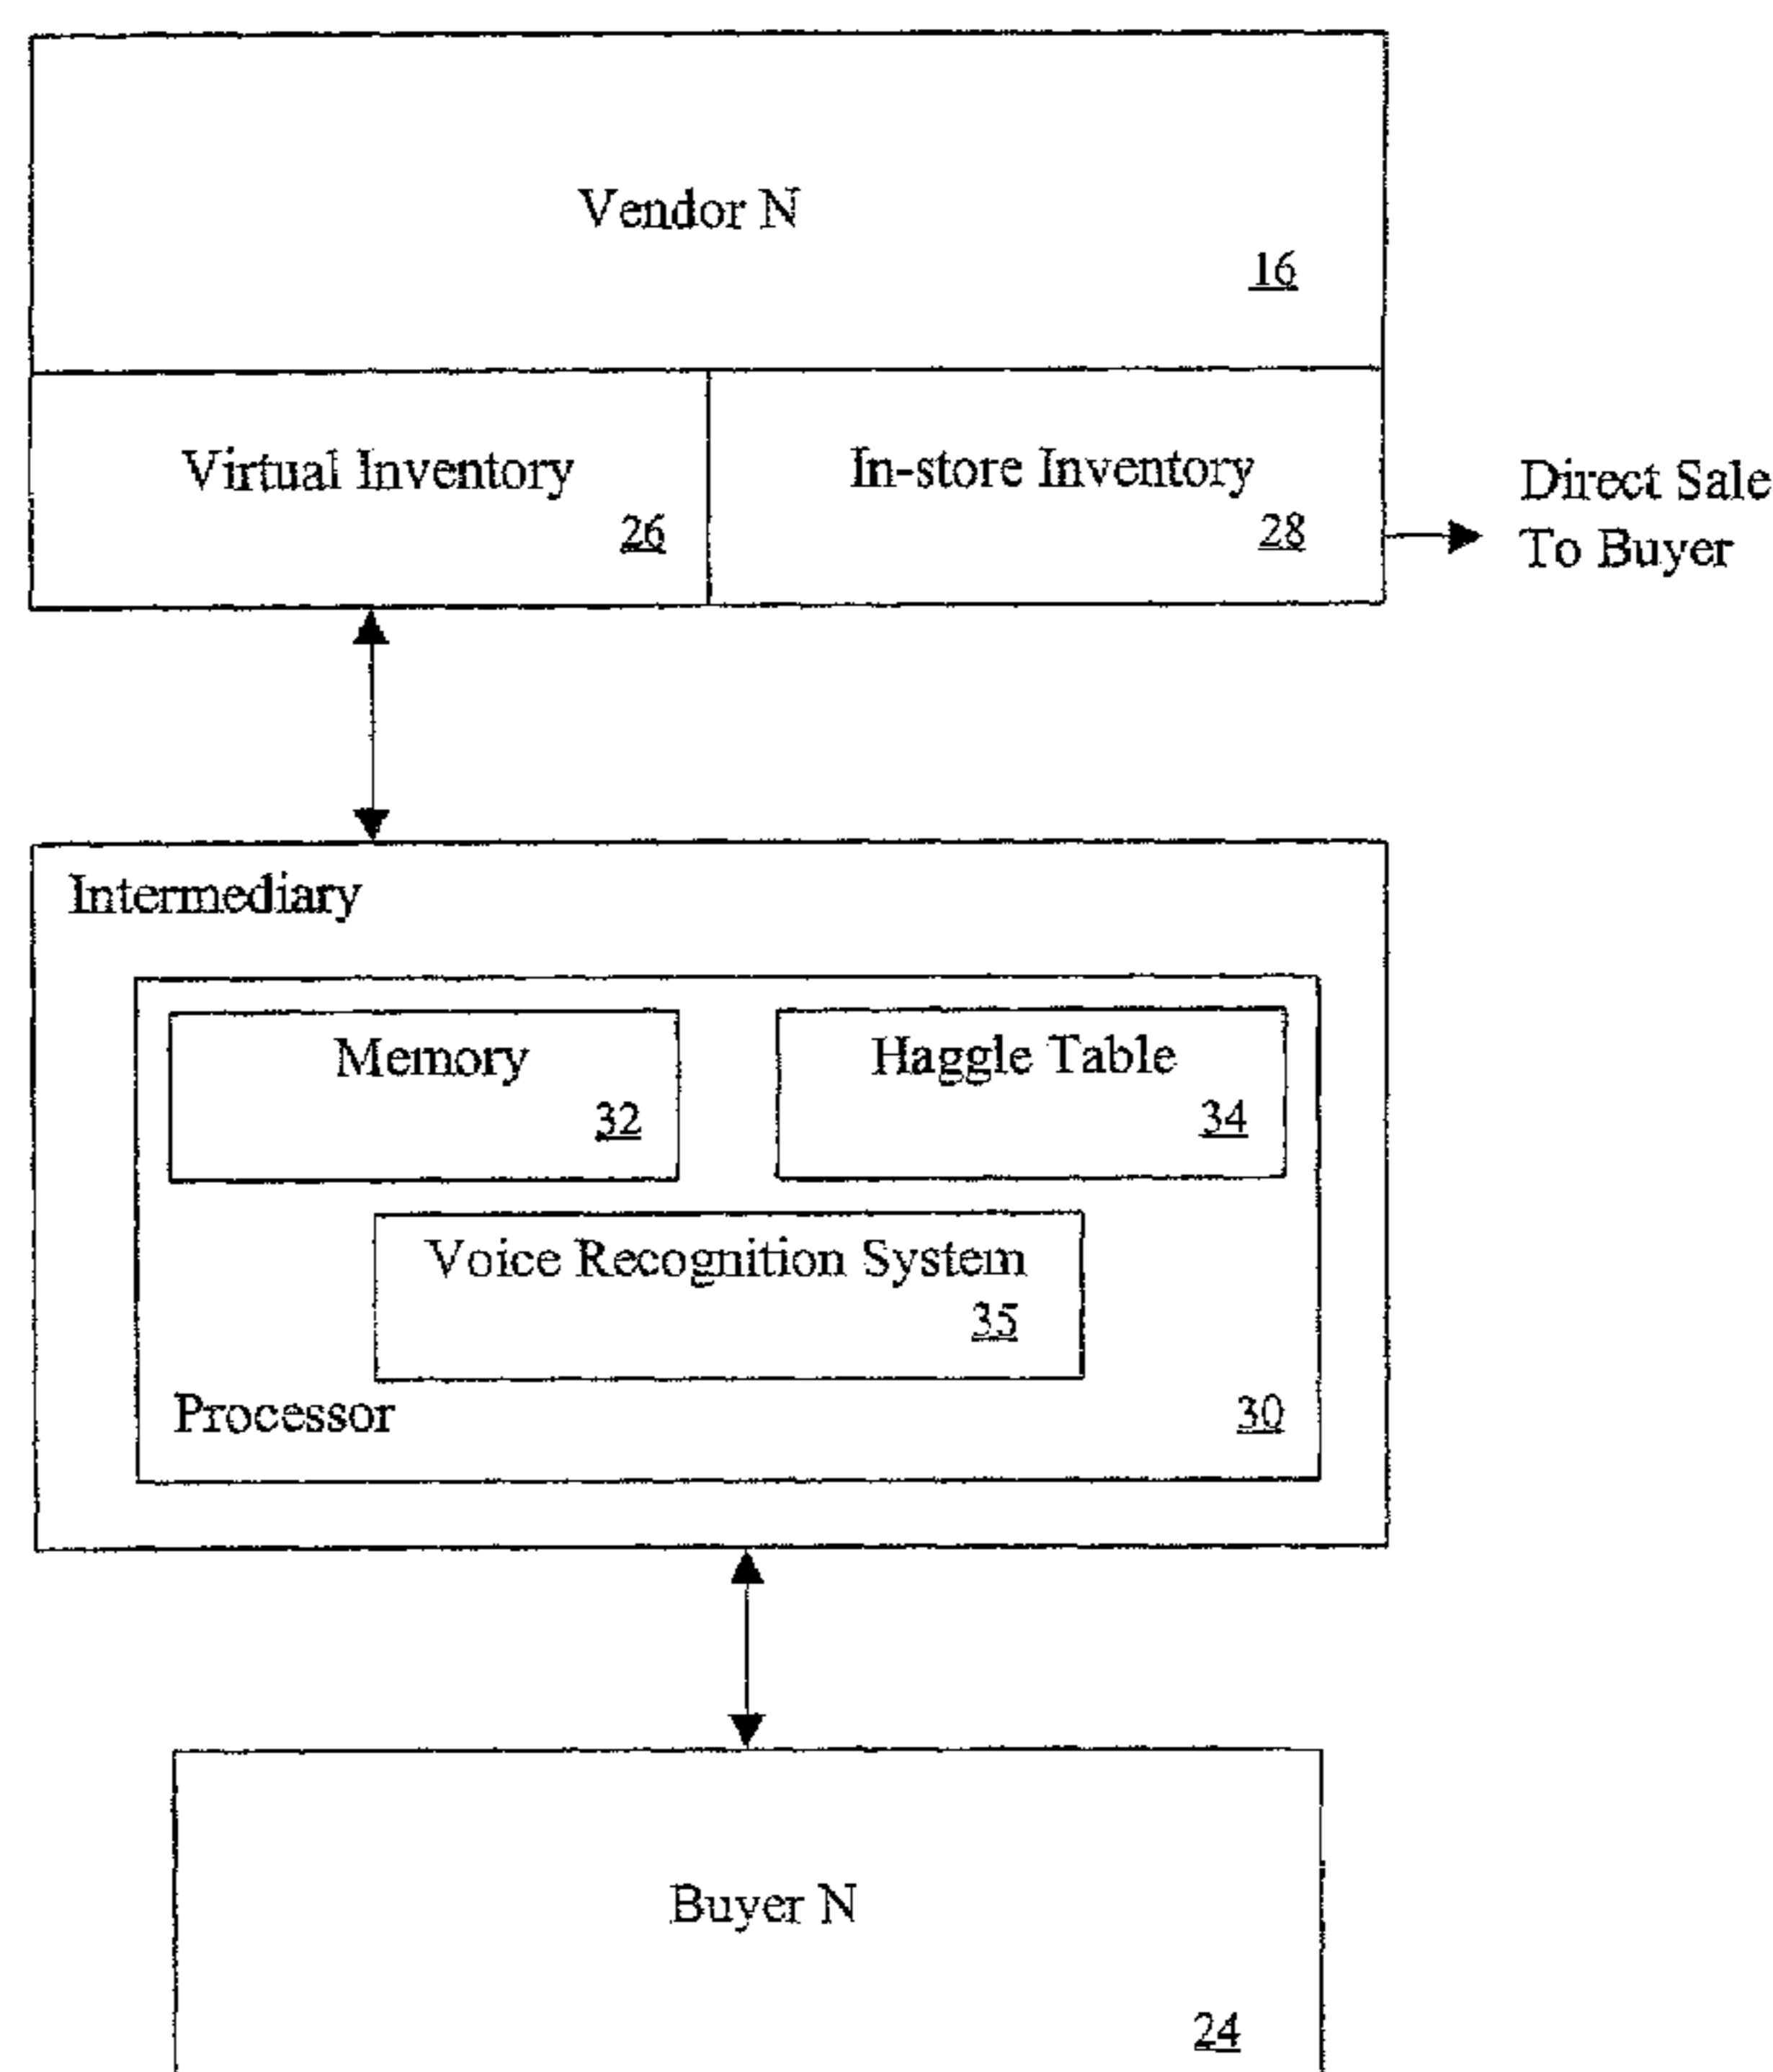 Vendor N
16
Virtual Inventory
26
In-store Inventory
28
Direct Sale
To Buyer
Intermediary
Memory
32
Haggle Table
34
Voice Recognition System
35
Processor
30
Buyer N
24